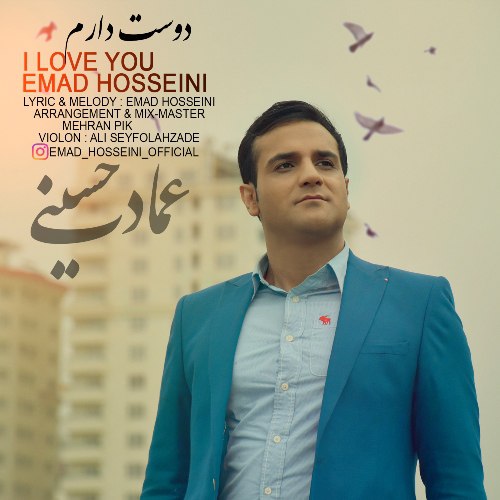 دوست دارم
I LOVE YOU
EMAD HOSSEINI
LYRIC & MELODY : EMAD HOSSEINI
ARRANGEMENT & MIX-MASTER
MEHRAN PIK
VIOLON : ALI SEYFOLAHZADE
EMAD_HOSSEINI_OFFICIAL
عماد حسینی